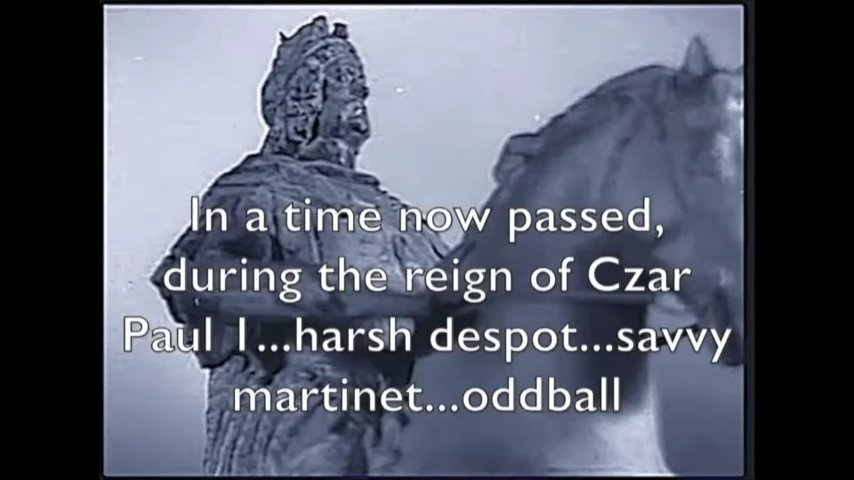 In a time now passed,
during the reign of Czar
Paul I...harsh despot...savvy
martinet...oddball